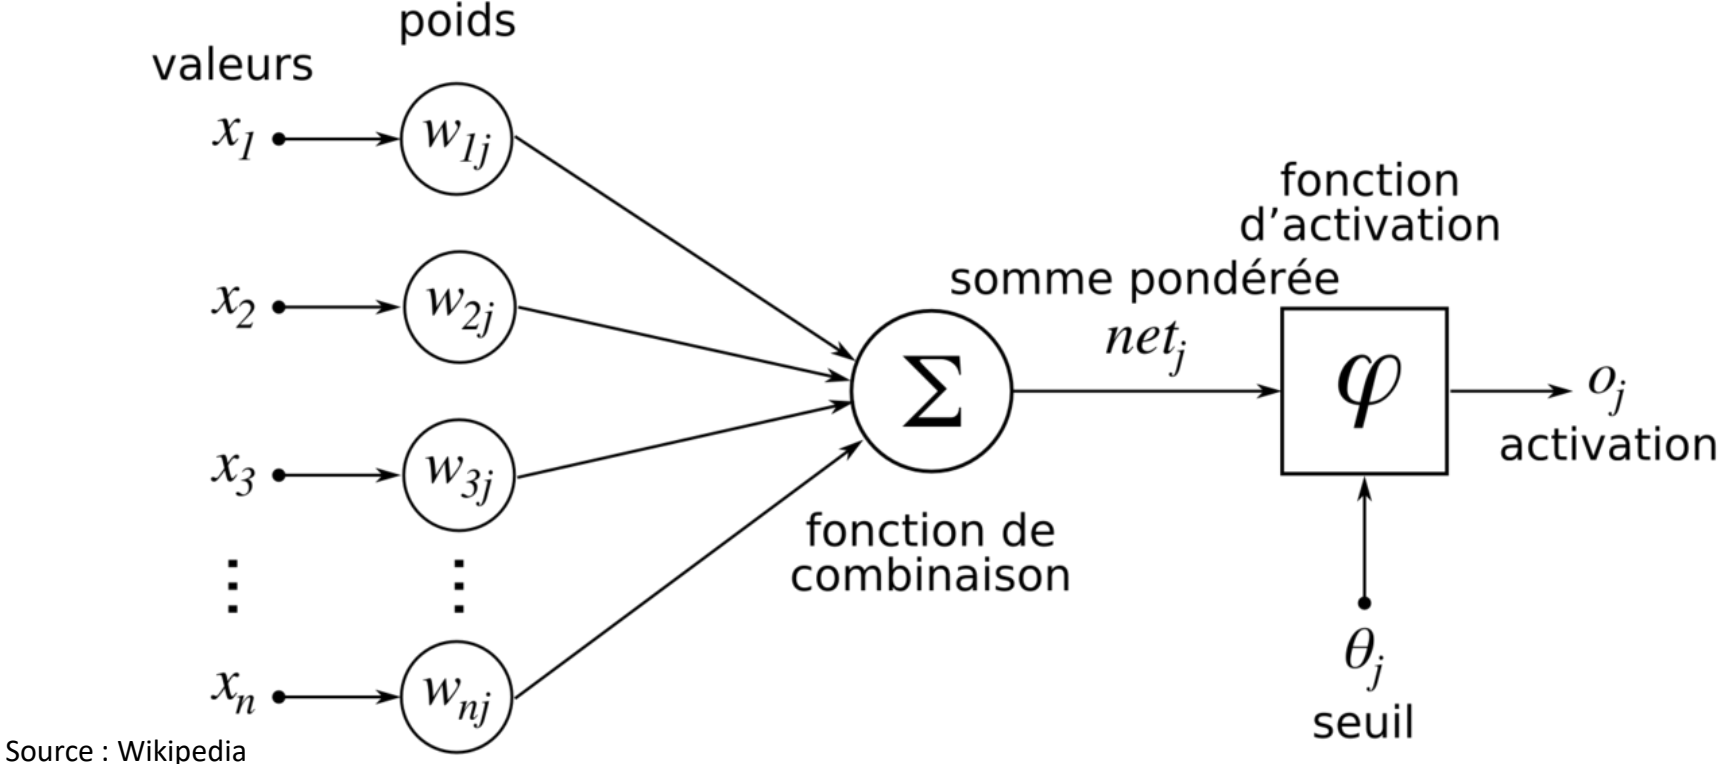 poids
valeurs
x1
w1j
x2
w2j
x3
w3j
⋮
⋮
xn
wnj
Σ
fonction de
combinaison
somme pondérée
netj
fonction
d’activation
φ
oj
activation
θj
seuil
Source : Wikipedia